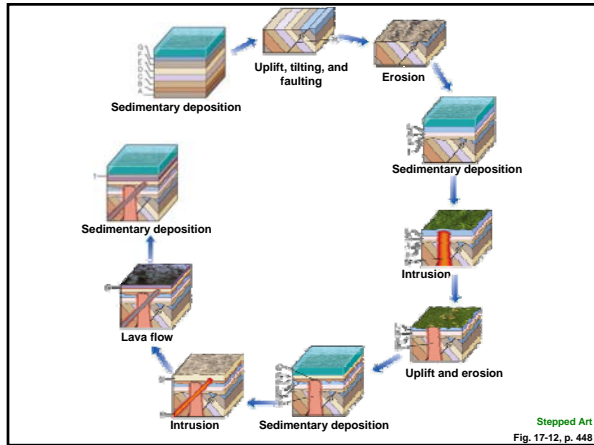 G
F
E
D
C
B
A
Sedimentary deposition
Uplift, tilting, and
faulting
Erosion
Sedimentary deposition
Intrusion
Uplift and erosion
Sedimentary deposition
Intrusion
Lava flow
Sedimentary deposition
Stepped Art
Fig. 17-12, p. 448